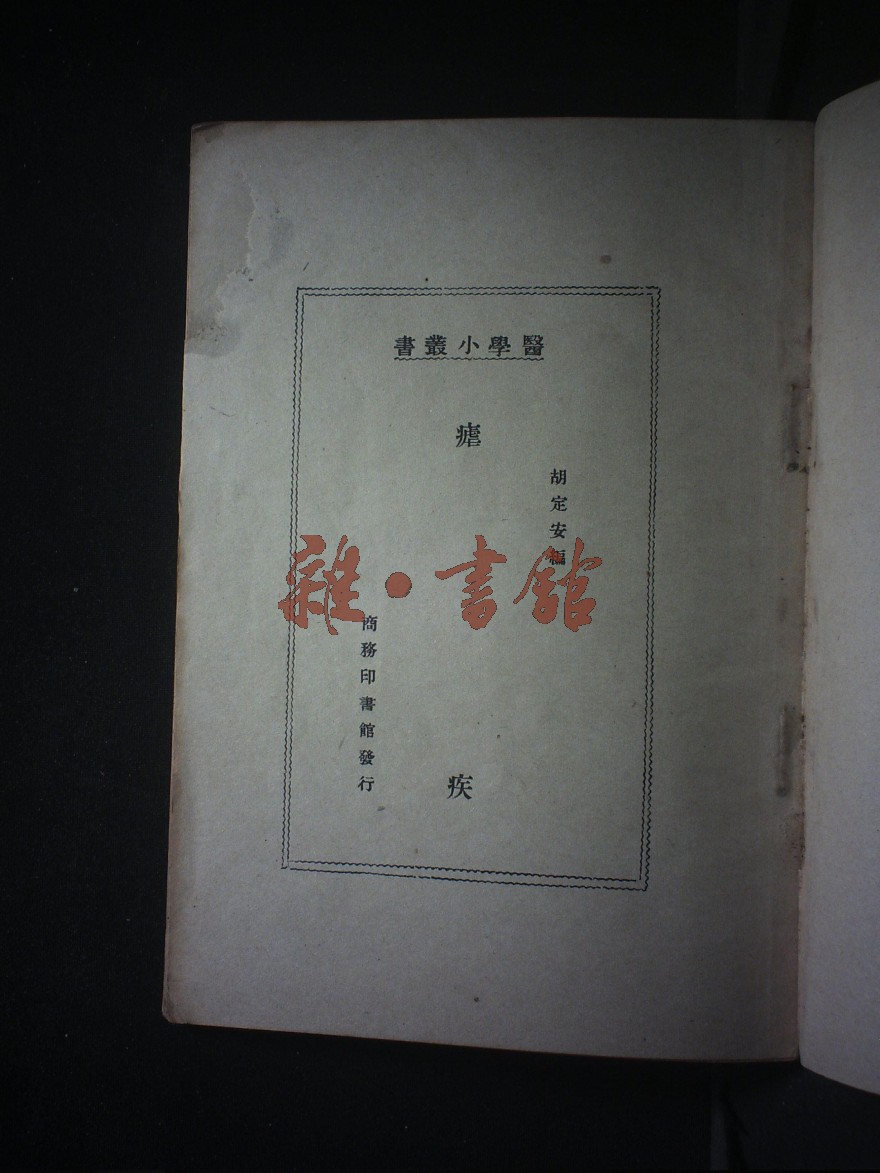 醫學小叢書
胡定安編
瘧疾
商務印書館發行
雜·書館